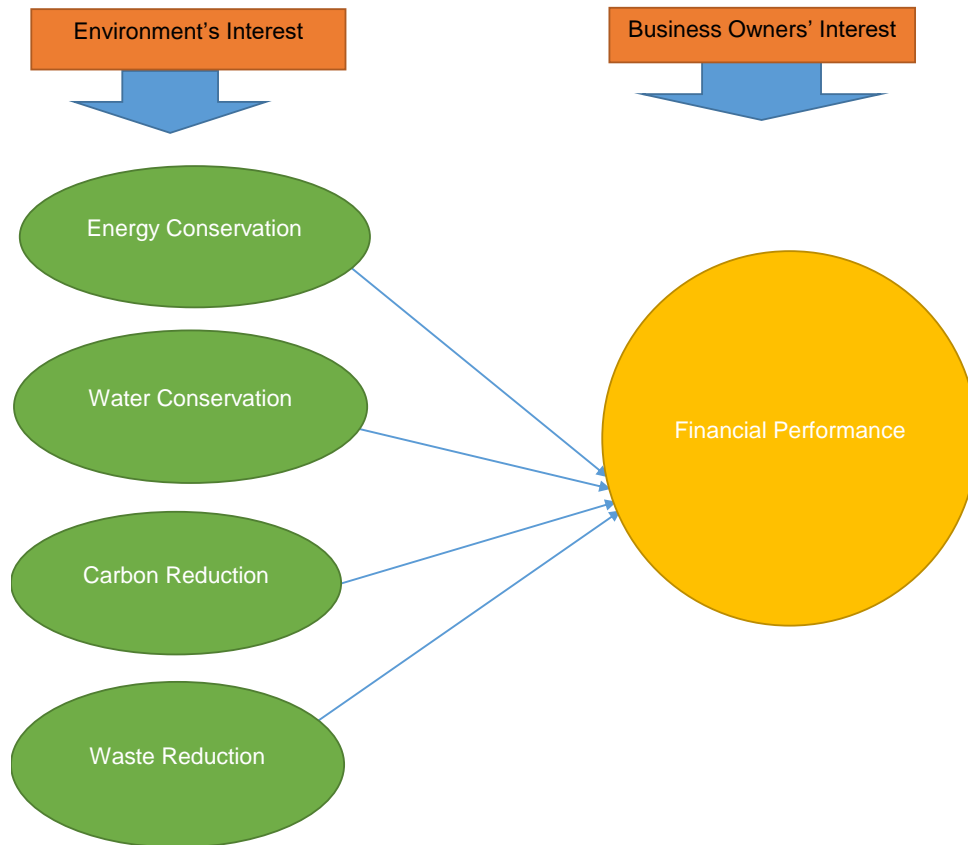 Environment’s Interest
Business Owners’ Interest
Energy Conservation
Water Conservation
Financial Performance
Carbon Reduction
Waste Reduction